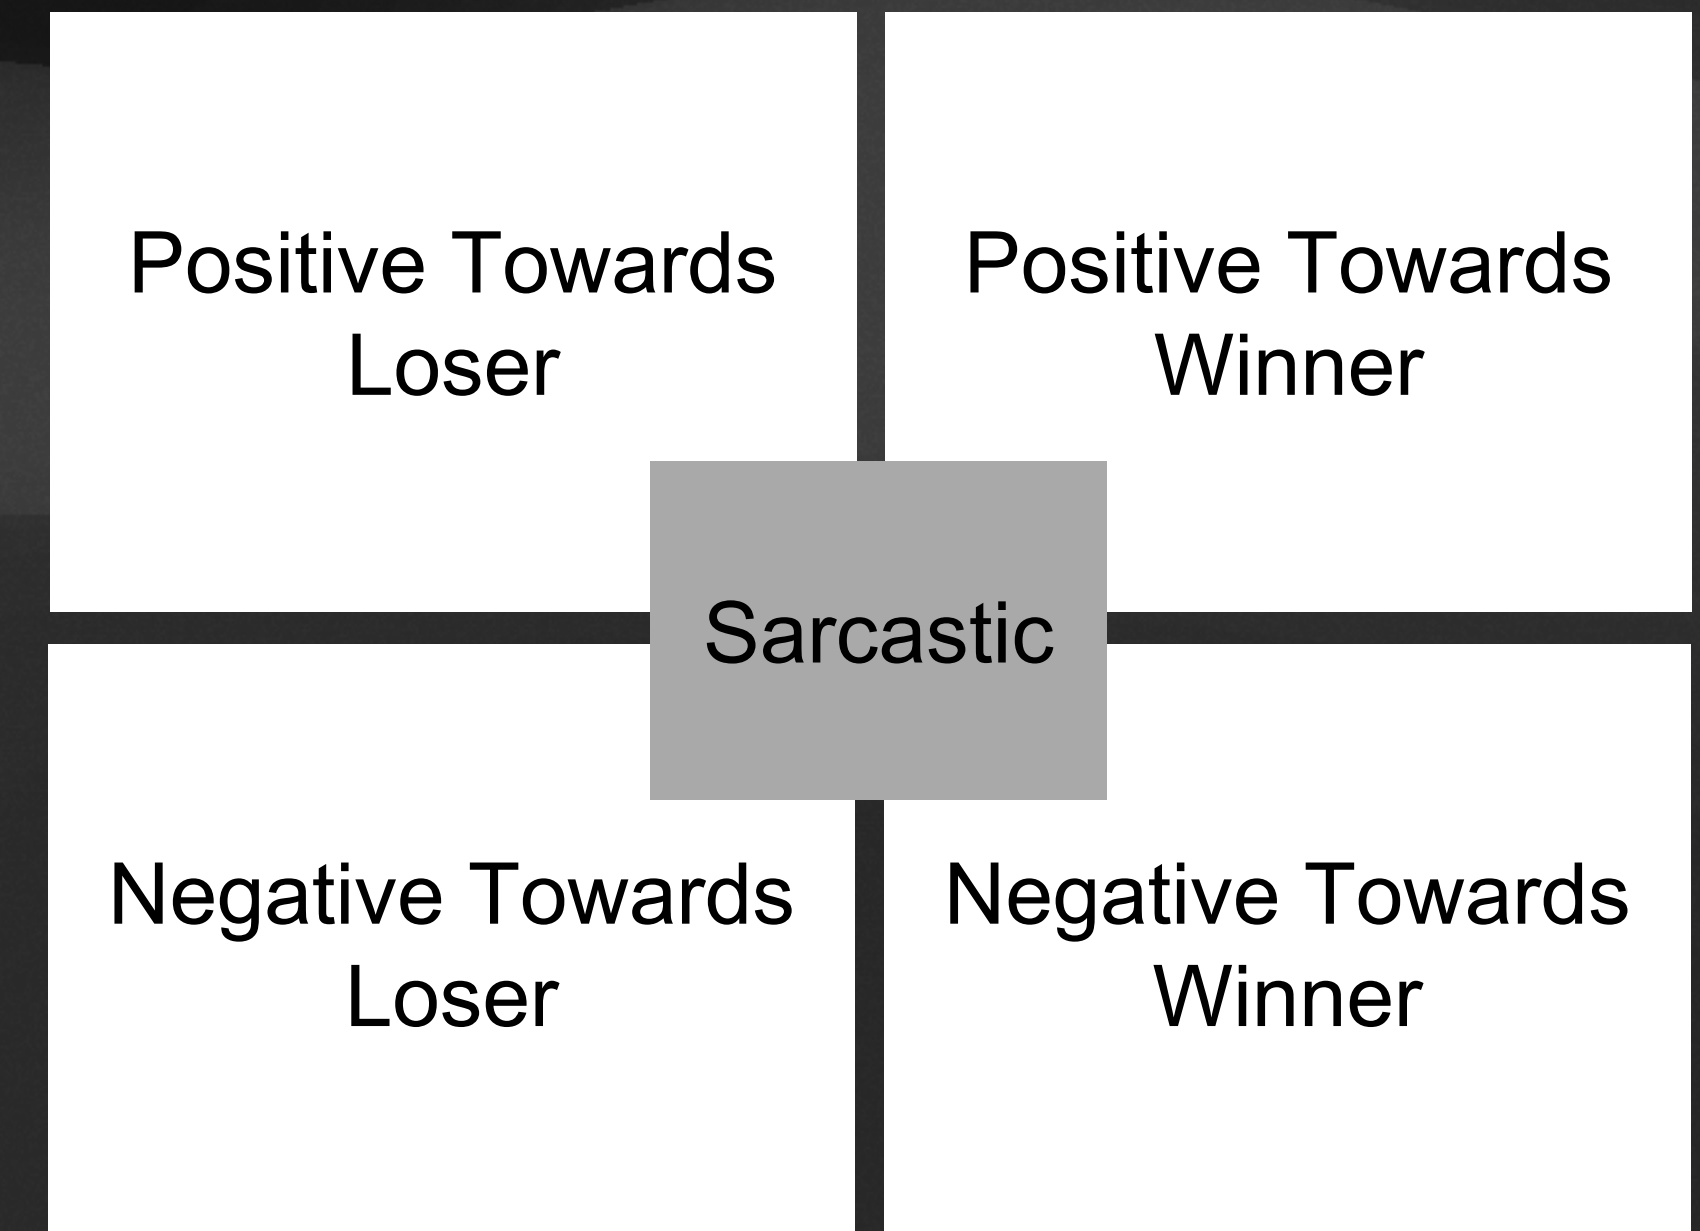 Positive Towards
Loser
Positive Towards
Winner
Sarcastic
Negative Towards
Loser
Negative Towards
Winner